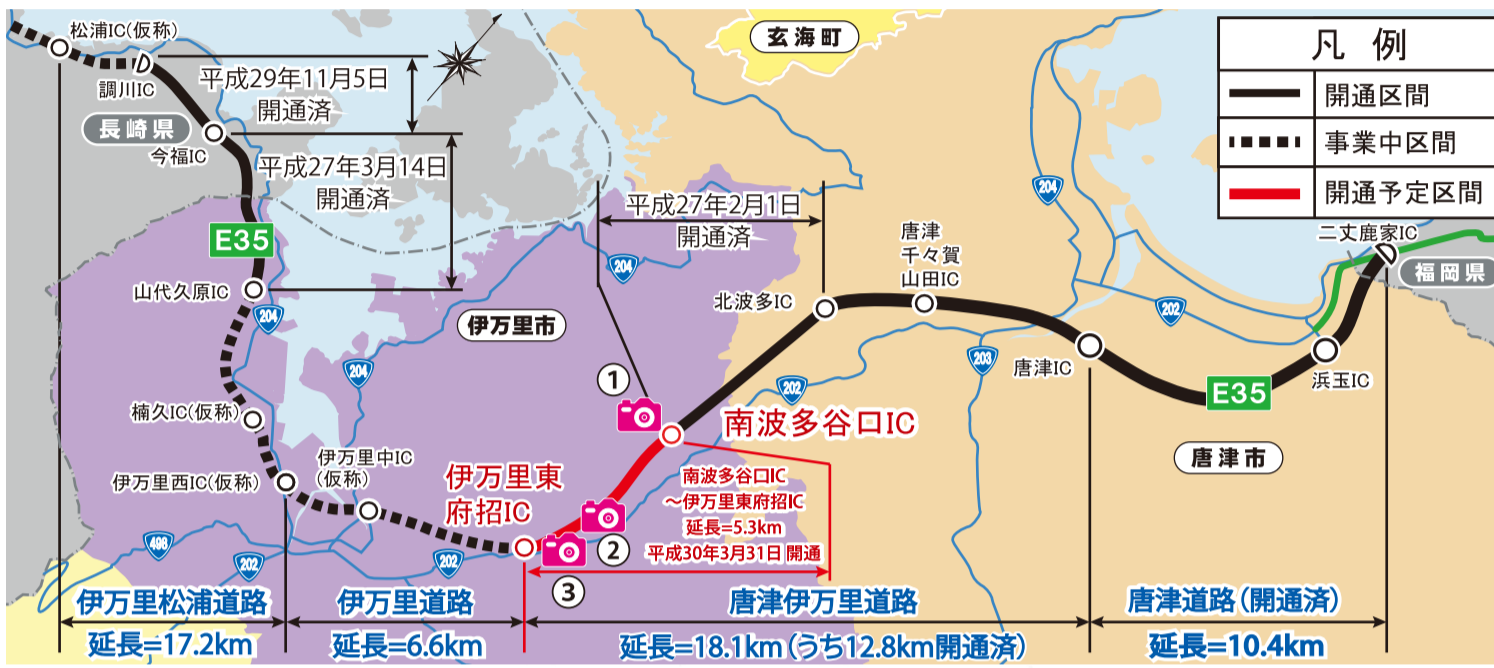 松浦IC(仮称)
調川IC
平成29年11月5日
開通済
長崎県
今福IC
平成27年3月14日
開通済
E35
山代久原IC
204
楠久IC(仮称)
伊万里西IC(仮称)
伊万里中IC
(仮称)
204
伊万里市
204
平成27年2月1日
開通済
玄海町
北波多IC
唐津
千々賀
山田IC
204
202
203
唐津IC
202
E35
浜玉IC
二丈鹿家IC
福岡県
唐津市
凡例
開通区間
事業中区間
開通予定区間
①
南波多谷口IC
伊万里東
府招IC
南波多谷口IC
～伊万里東府招IC
延長=5.3km
平成30年3月31日 開通
②
③
498
202
202
伊万里松浦道路
延長=17.2km
伊万里道路
延長=6.6km
唐津伊万里道路
延長=18.1km(うち12.8km開通済)
唐津道路(開通済)
延長=10.4km